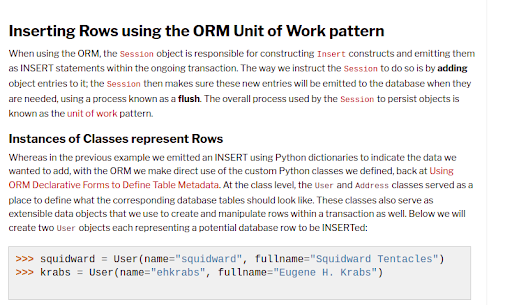 Inserting Rows using the ORM Unit of Work pattern
When using the ORM, the Session object is responsible for constructing Insert constructs and emitting them
as INSERT statements within the ongoing transaction. The way we instruct the Session to do so is by adding
object entries to it; the Session then makes sure these new entries will be emitted to the database when they
are needed, using a process known as a flush. The overall process used by the Session to persist objects is
known as the unit of work pattern.
Instances of Classes represent Rows
Whereas in the previous example we emitted an INSERT using Python dictionaries to indicate the data we
wanted to add, with the ORM we make direct use of the custom Python classes we defined, back at Using
ORM Declarative Forms to Define Table Metadata. At the class level, the User and Address classes served as a
place to define what the corresponding database tables should look like. These classes also serve as
extensible data objects that we use to create and manipulate rows within a transaction as well. Below we will
create two User objects each representing a potential database row to be INSERTed:
>>> squidward = User(name="squidward", fullname="Squidward Tentacles")
>>> krabs = User(name="ehkrabs", fullname="Eugene H. Krabs")